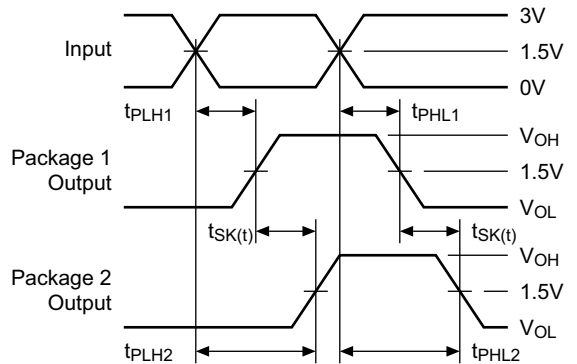 3V
Input
1.5V
0V
tPLH1
tPHL1
VOH
Package 1
Output
1.5V
VOL
tSK(t)
tSK(t)
VOH
Package 2
Output
1.5V
VOL
tPLH2
tPHL2